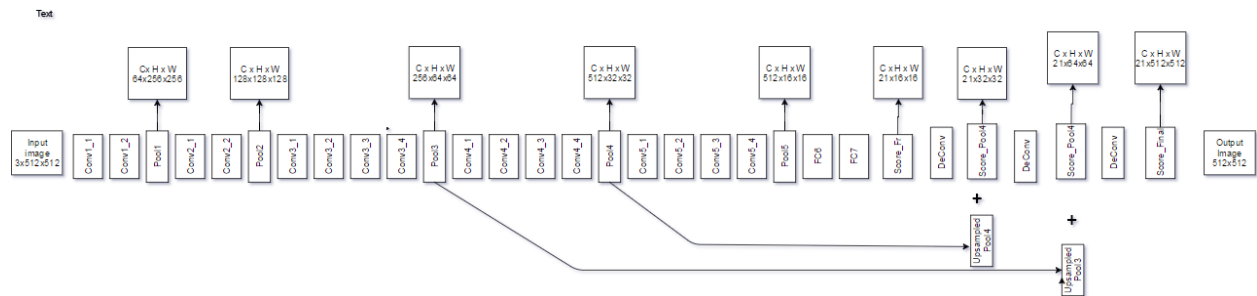 Text
C x H x W
64x256x256
C x H x W
128x128x128
C x H x W
256x64x64
C x H x W
512x32x32
C x H x W
512x16x16
C x H x W
21x16x16
C x H x W
21x32x32
C x H x W
21x64x64
C x H x W
21x512x512
Input
image
3x512x512
Conv1_1
Conv1_2
Pool1
Conv2_1
Conv2_2
Pool2
Conv3_1
Conv3_2
Conv3_3
Conv3_4
Pool3
Conv4_1
Conv4_2
Conv4_3
Conv4_4
Pool4
Conv5_1
Conv5_2
Conv5_3
Conv5_4
Pool5
FC6
FC7
Score_Fr
DeConv
Score_Pool4
DeConv
Score_Pool4
DeConv
Score_Final
Output
Image
512x512
+
+
Upsampled
Pool4
Upsampled
Pool3